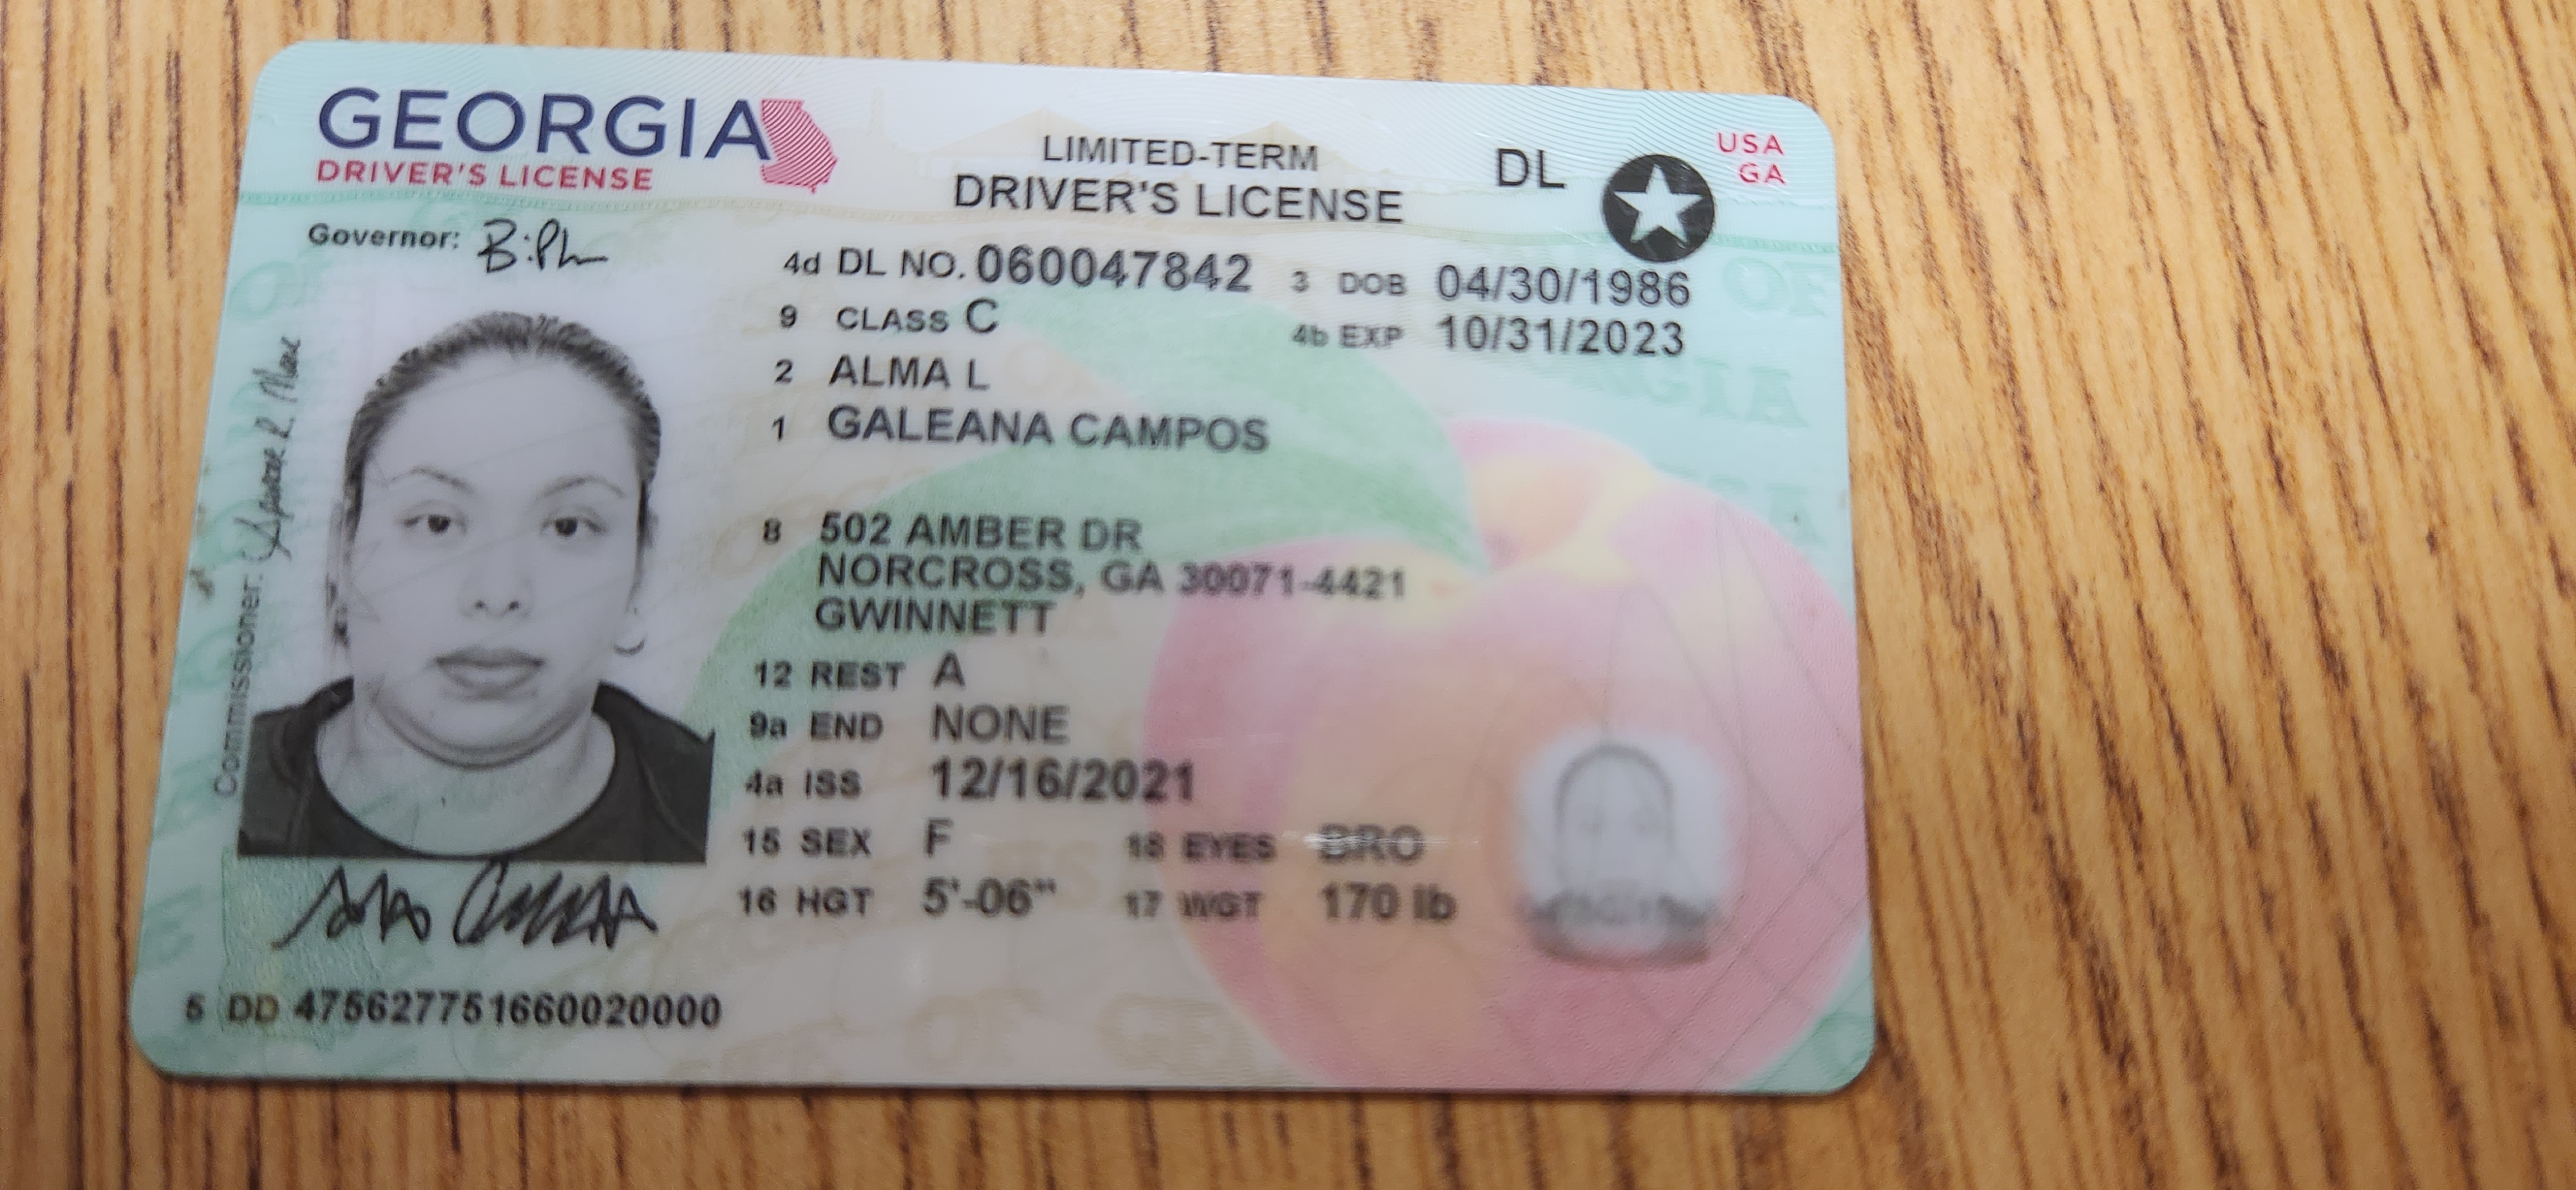 GEORGIA
DRIVER'S LICENSE
LIMITED-TERM
DRIVER'S LICENSE
DL
USA
GA
Governor:
4d DL NO. 060047842
3 DOB 04/30/1986
9 CLASS C
4b EXP 10/31/2023
2 ALMA L
1 GALEANA CAMPOS
8 502 AMBER DR
NORCROSS, GA 30071-4421
GWINNETT
12 REST A
9a END NONE
4a ISS 12/16/2021
15 SEX F 18 EYES BRO
16 HGT 5'-06" 17 WGT 170 lb
Commissioner:
5 DD 475627751660020000